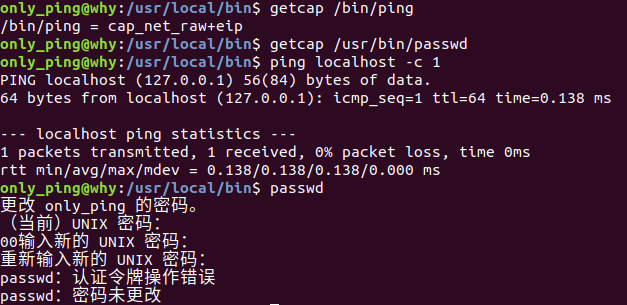 only_ping@why:/usr/local/bin$ getcap /bin/ping
/bin/ping = cap_net_raw+eip
only_ping@why:/usr/local/bin$ getcap /usr/bin/passwd
only_ping@why:/usr/local/bin$ ping localhost -c 1
PING localhost (127.0.0.1) 56(84) bytes of data.
64 bytes from localhost (127.0.0.1): icmp_seq=1 ttl=64 time=0.138 ms
--- localhost ping statistics ---
1 packets transmitted, 1 received, 0% packet loss, time 0ms
rtt min/avg/max/mdev = 0.138/0.138/0.138/0.000 ms
only_ping@why:/usr/local/bin$ passwd
更改 only_ping 的密码。
（当前）UNIX 密码：
00输入新的 UNIX 密码：
重新输入新的 UNIX 密码：
passwd：认证令牌操作错误
passwd：密码未更改